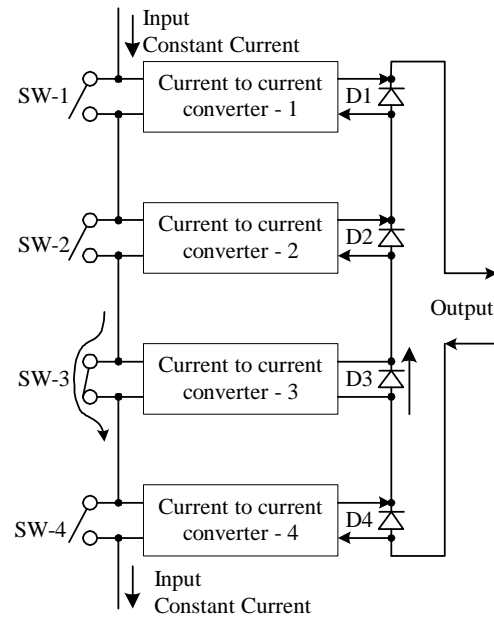 Input
Constant Current
SW-1
Current to current
converter - 1
D1
SW-2
Current to current
converter - 2
D2
Output
SW-3
Current to current
converter - 3
D3
SW-4
Current to current
converter - 4
D4
Input
Constant Current